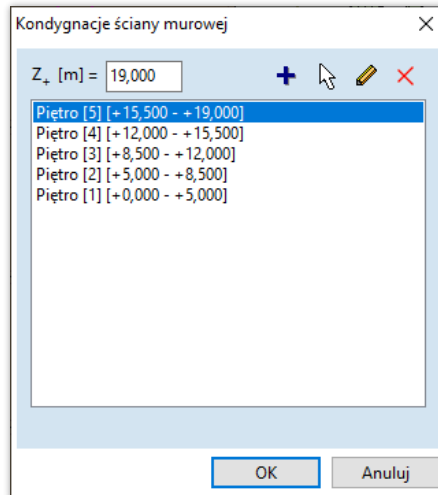 Kondygnacje ściany murowej
Z+ [m] = 19,000
Piętro [5] [+15,500 - +19,000]
Piętro [4] [+12,000 - +15,500]
Piętro [3] [+8,500 - +12,000]
Piętro [2] [+5,000 - +8,500]
Piętro [1] [+0,000 - +5,000]
OK Anuluj